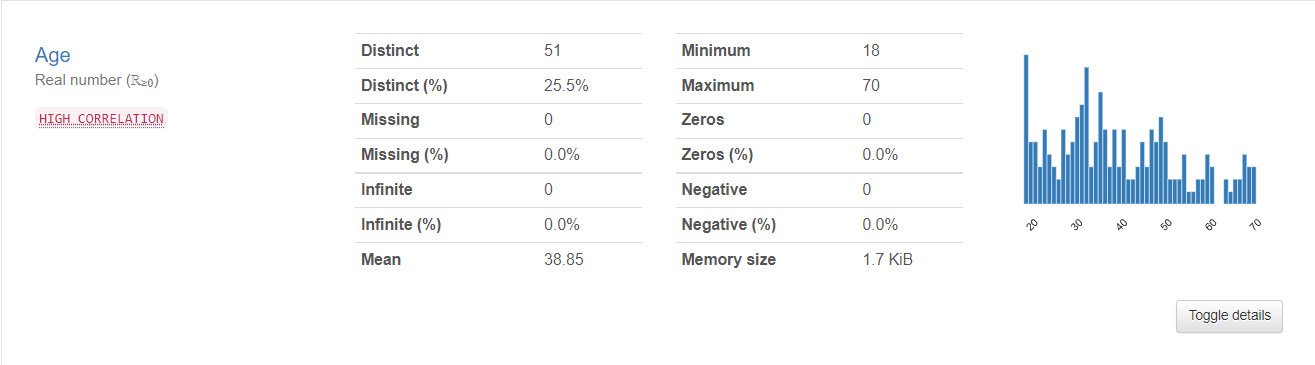 Age
Real number (ℝ≥0)
HIGH CORRELATION
Distinct 51
Distinct (%) 25.5%
Missing 0
Missing (%) 0.0%
Infinite 0
Infinite (%) 0.0%
Mean 38.85
Minimum 18
Maximum 70
Zeros 0
Zeros (%) 0.0%
Negative 0
Negative (%) 0.0%
Memory size 1.7 KiB
20 30 40 50 60 70
Toggle details